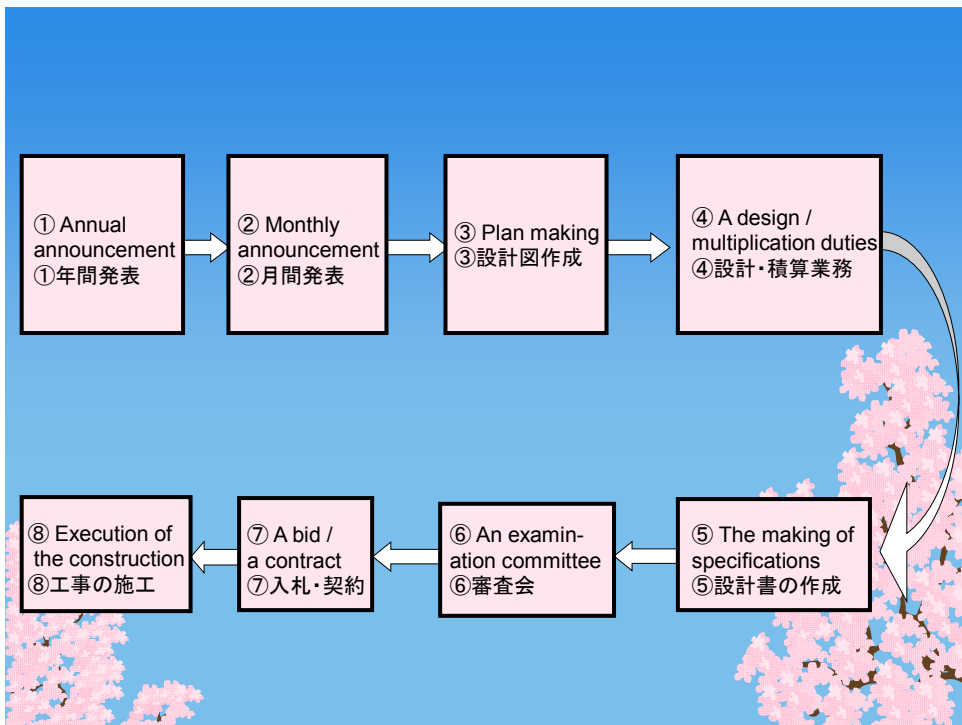 ① Annual
announcement
①年間発表
② Monthly
announcement
②月間発表
③ Plan making
③設計図作成
④ A design /
multiplication duties
④設計・積算業務
⑤ The making of
specifications
⑤設計書の作成
⑥ An examin-
ation committee
⑥審査会
⑦ A bid /
a contract
⑦入札・契約
⑧ Execution of
the construction
⑧工事の施工